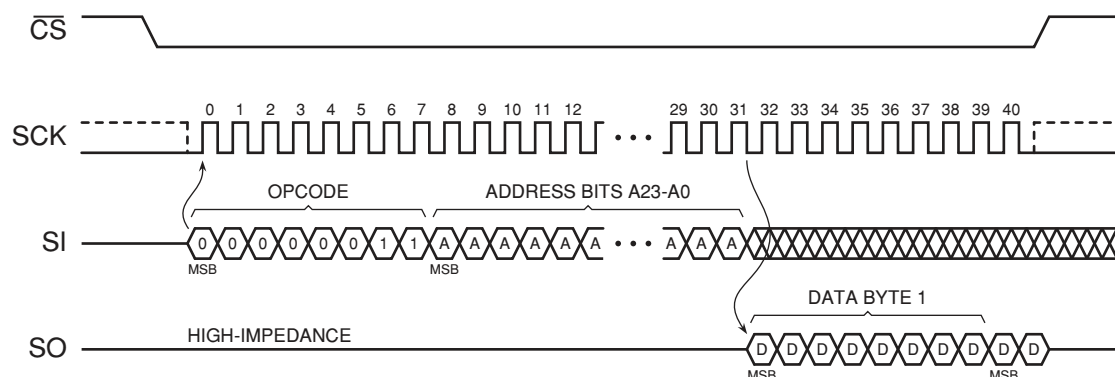 CS
0 1 2 3 4 5 6 7 8 9 10 11 12 29 30 31 32 33 34 35 36 37 38 39 40
SCK
OPCODE ADDRESS BITS A23-A0
SI 0 0 0 0 0 0 1 1 A A A A A A A A A
MSB MSB
DATA BYTE 1
HIGH-IMPEDANCE
SO D D D D D D D D D D
MSB MSB